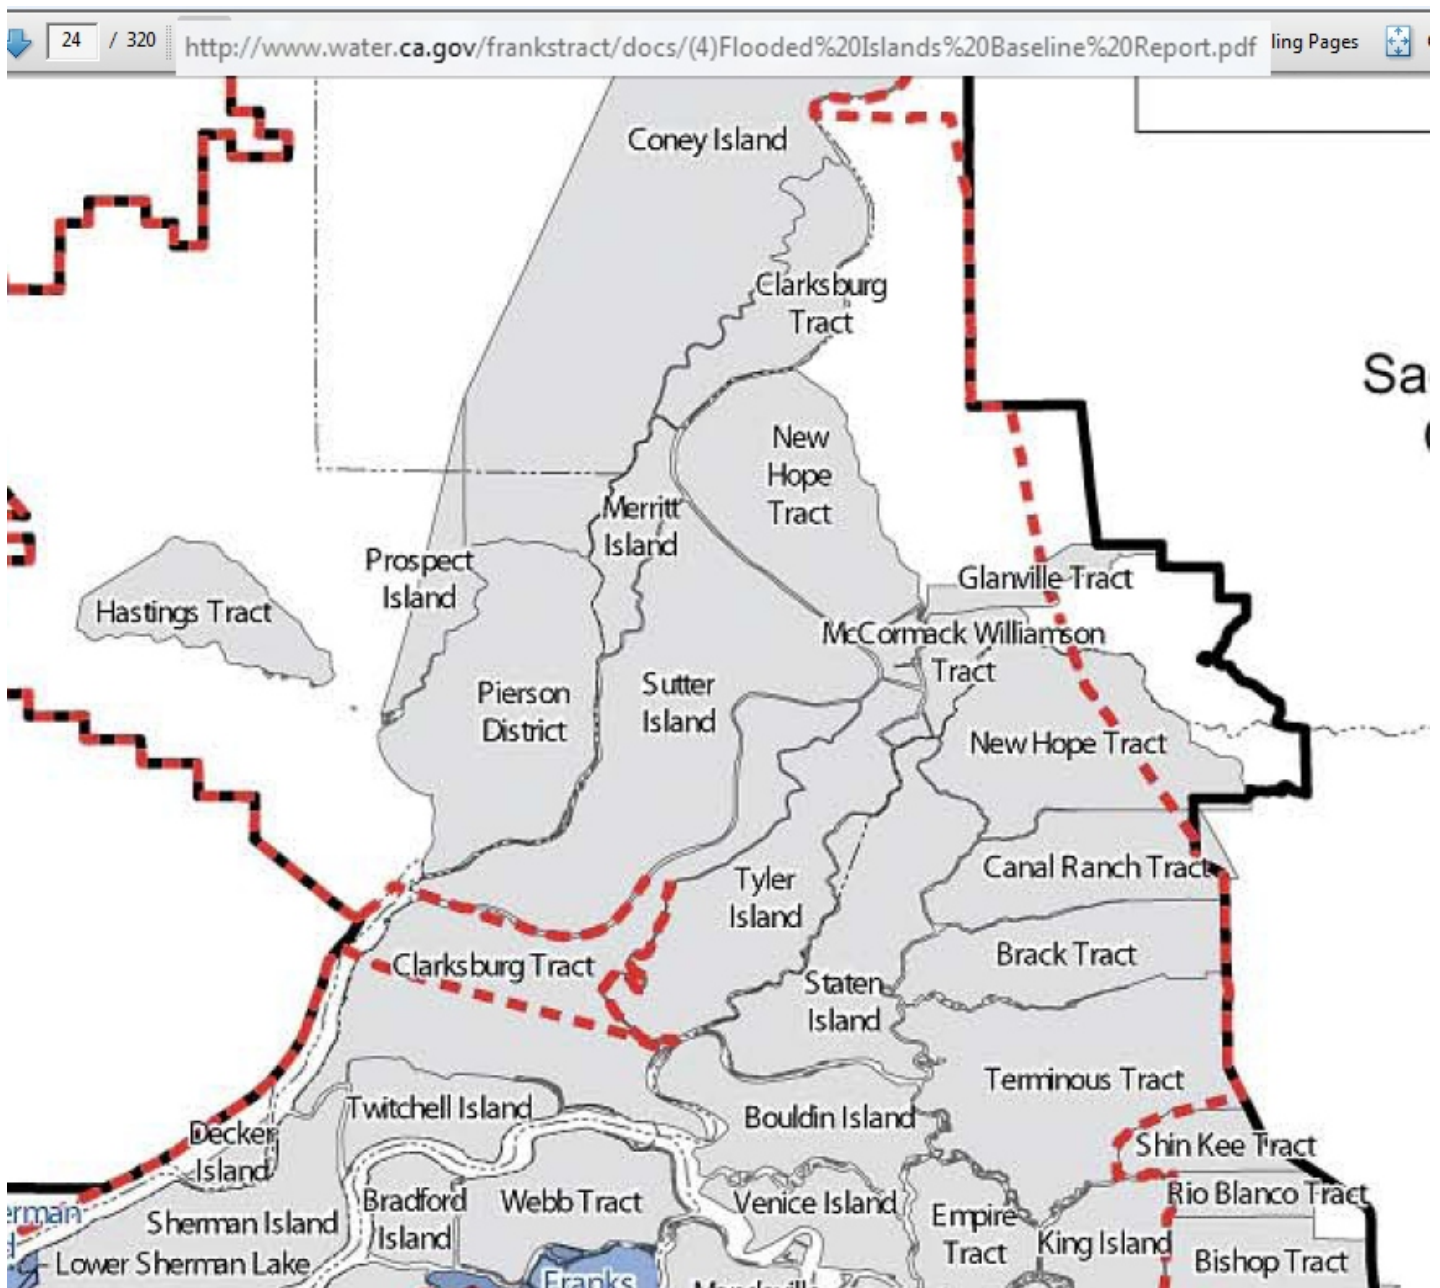 24 / 320
http://www.water.ca.gov/frankstract/docs/(4)Flooded%20Islands%20Baseline%20Report.pdf
ling Pages
Coney Island
Clarksburg
Tract
Sa
New
Hope
Tract
Merritt
Island
Prospect
Island
Hastings Tract
Glanville Tract
McCormack Williamson
Tract
Pierson
District
Sutter
Island
New Hope Tract
Canal Ranch Tract
Tyler
Island
Brack Tract
Clarksburg Tract
Staten
Island
Terminous Tract
Twitchell Island
Bouldin Island
Decker
Island
Shin Kee Tract
Rio Blanco Tract
Bradford
Island
Webb Tract
Venice Island
Empire
Tract
King Island
erman
Sherman Island
Lower Sherman Lake
Bishop Tract
Franks